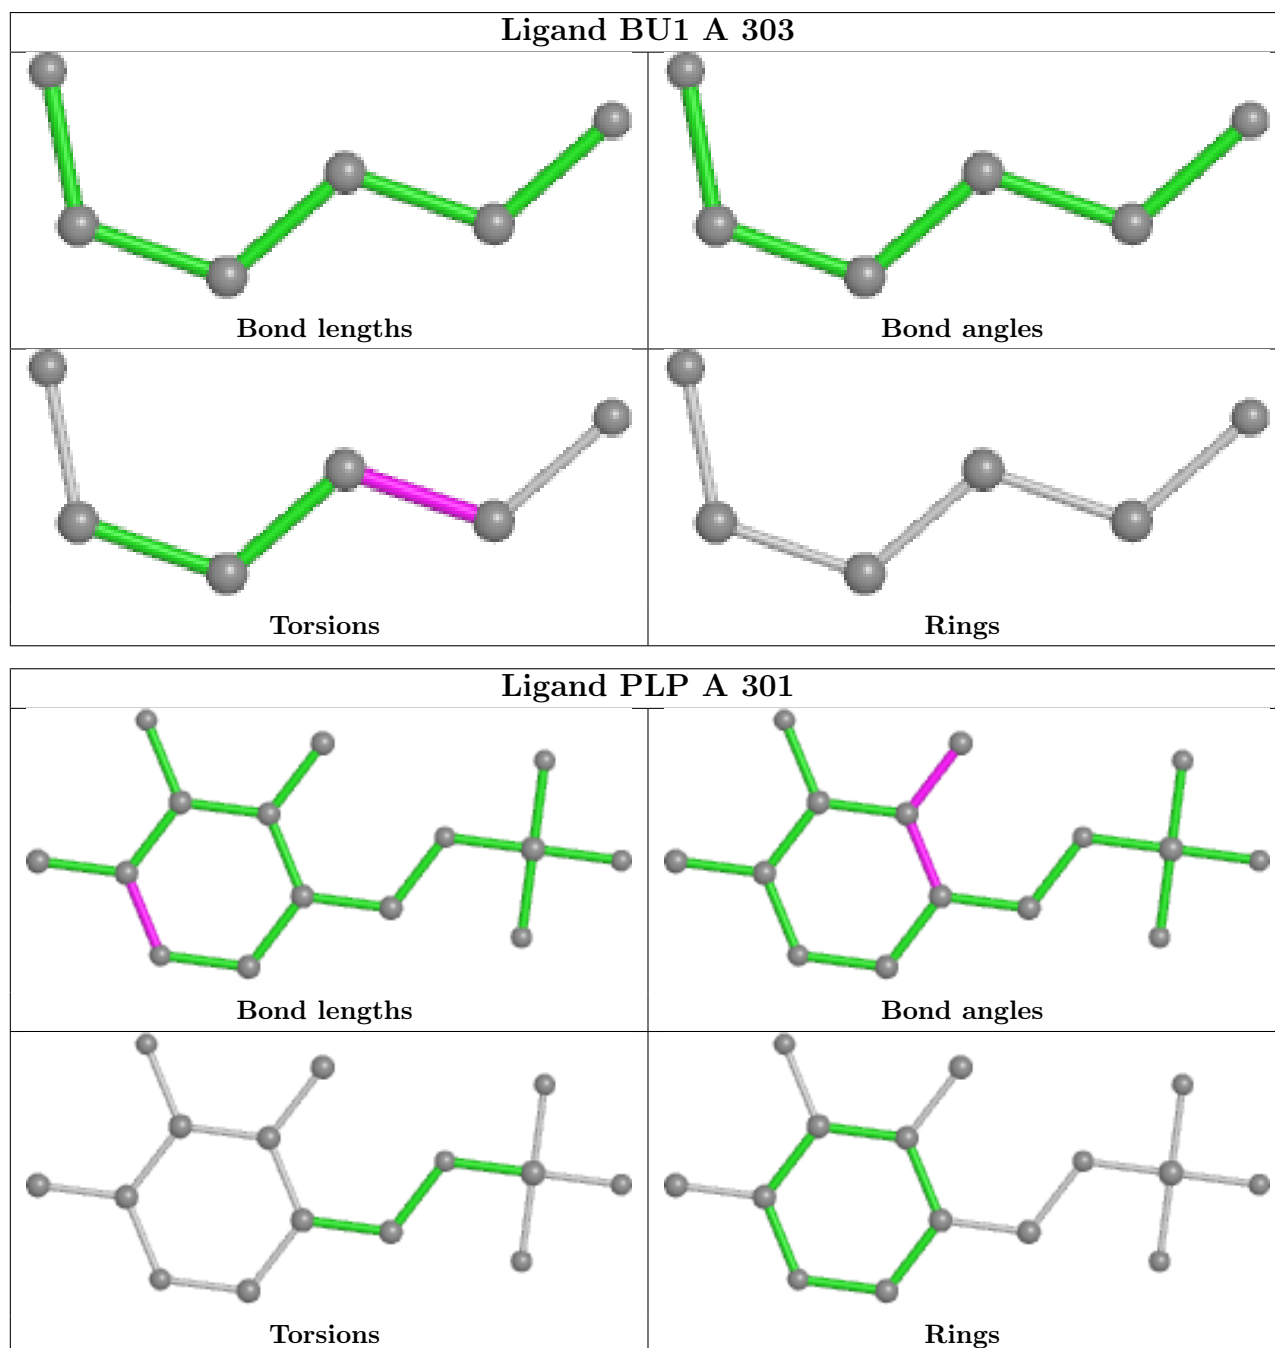 Ligand BU1 A 303
Bond lengths
Bond angles
Torsions
Rings
Ligand PLP A 301
Bond lengths
Bond angles
Torsions
Rings